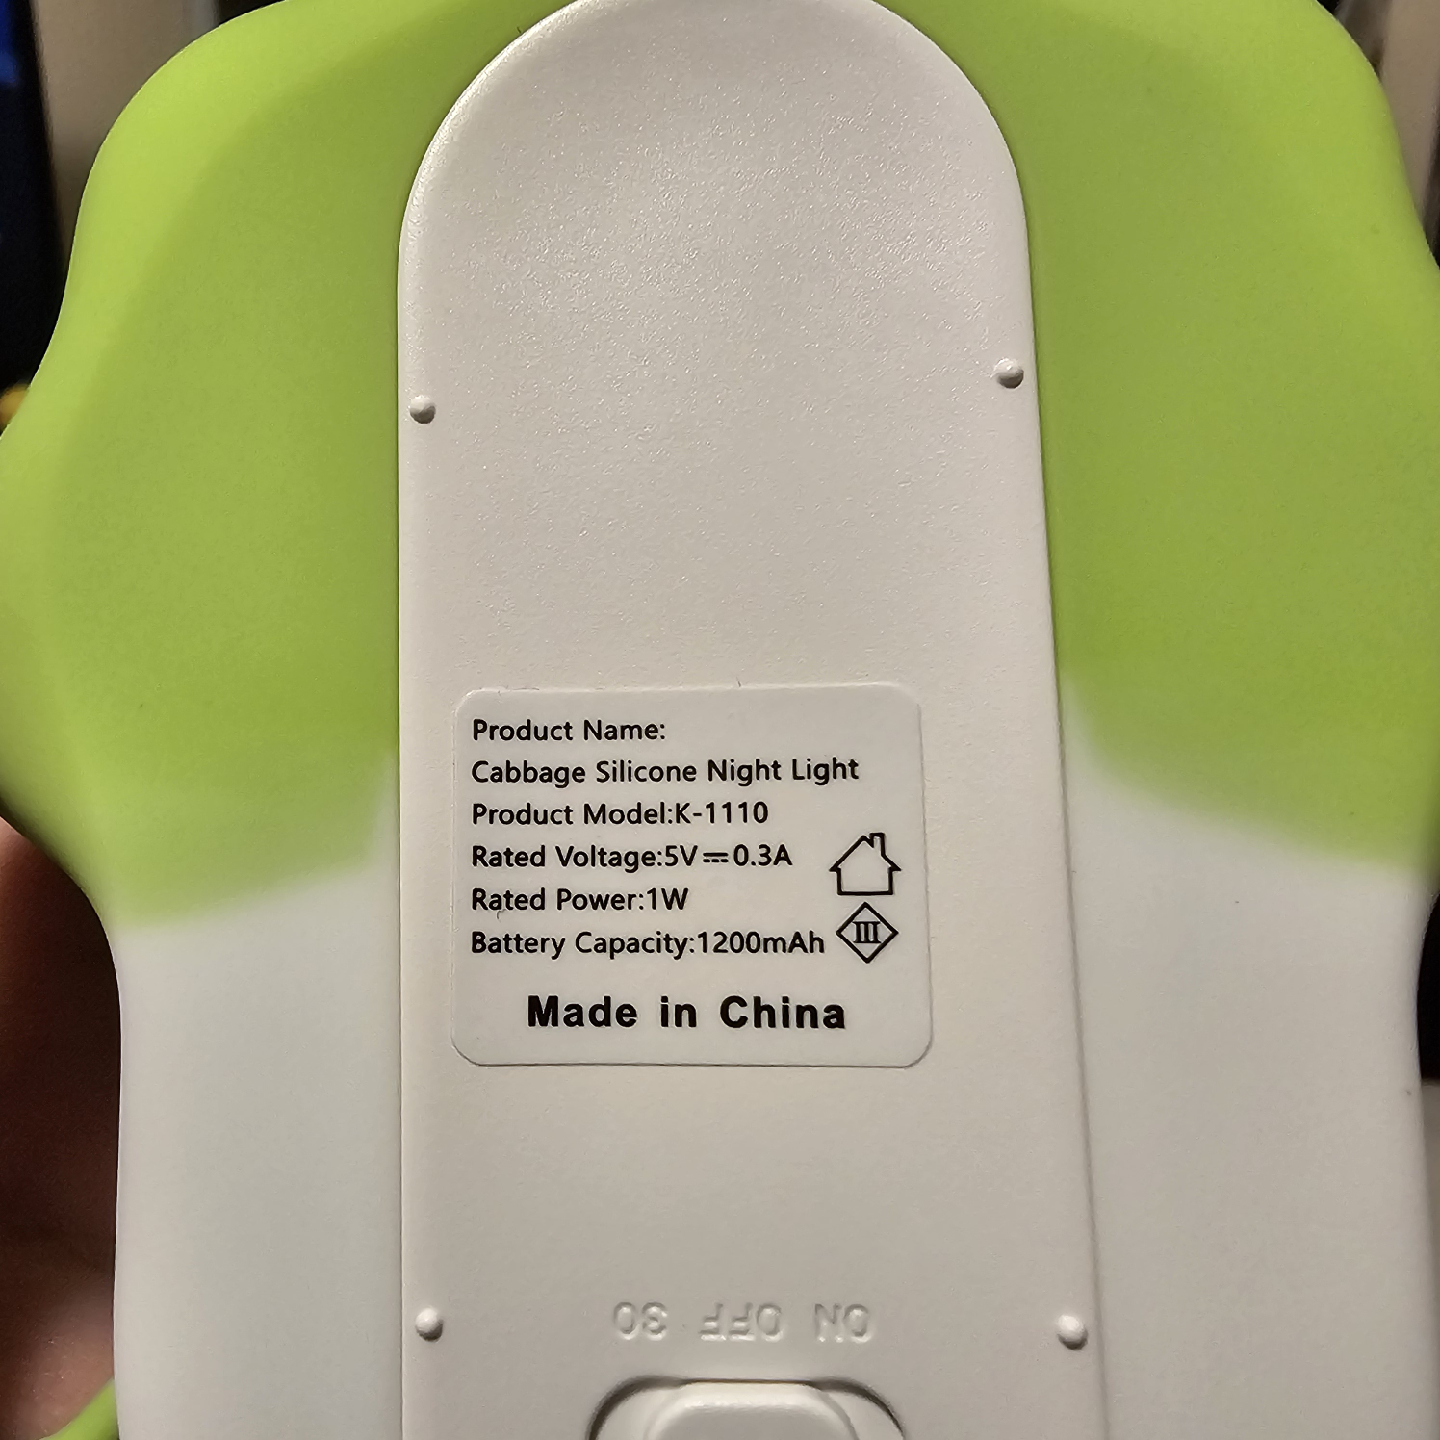 Product Name:
Cabbage Silicone Night Light
Product Model:K-1110
Rated Voltage:5V⎓0.3A
Rated Power:1W
Battery Capacity:1200mAh
III
Made in China
ON OFF 30